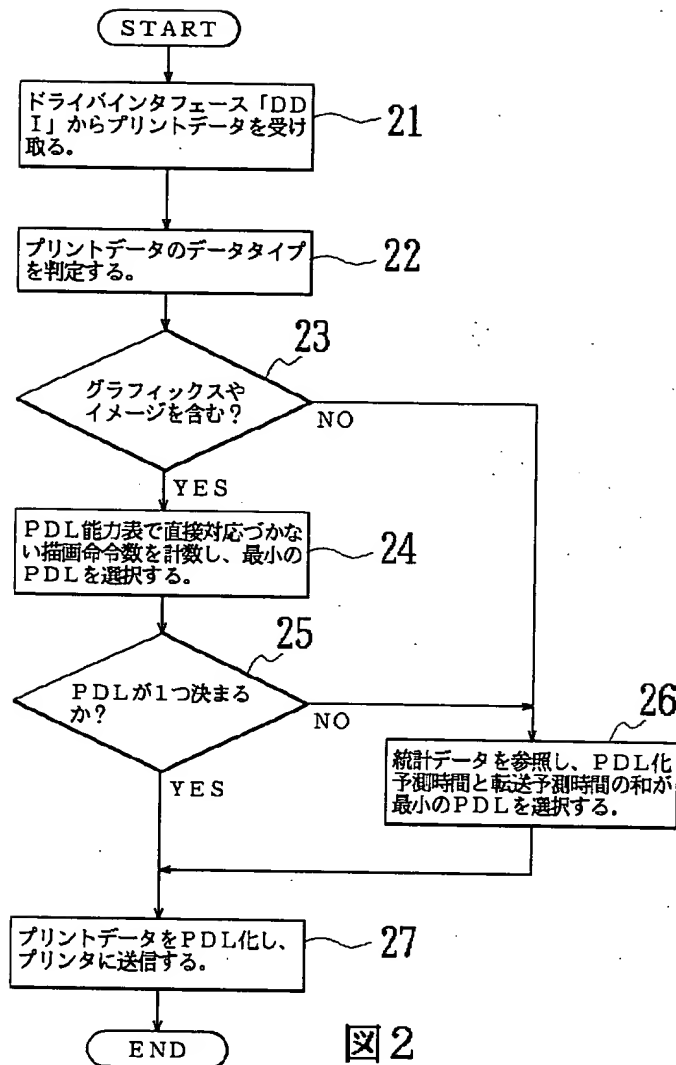 START
ドライバインタフェース「DD
I」からプリントデータを受け
取る。
21
プリントデータのデータタイプ
を判定する。
22
23
グラフィックスや
イメージを含む?
NO
YES
PDL能力表で直接対応づかな
い描画命令数を計数し、最小の
PDLを選択する。
24
25
PDLが1つ決まる
か?
NO
YES
26
統計データを参照し、PDL化
予測時間と転送予測時間の和が
最小のPDLを選択する。
プリントデータをPDL化し、
プリンタに送信する。
27
END
図2